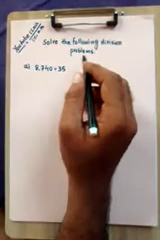 Solve the following division
problems.
a) 8,740÷35